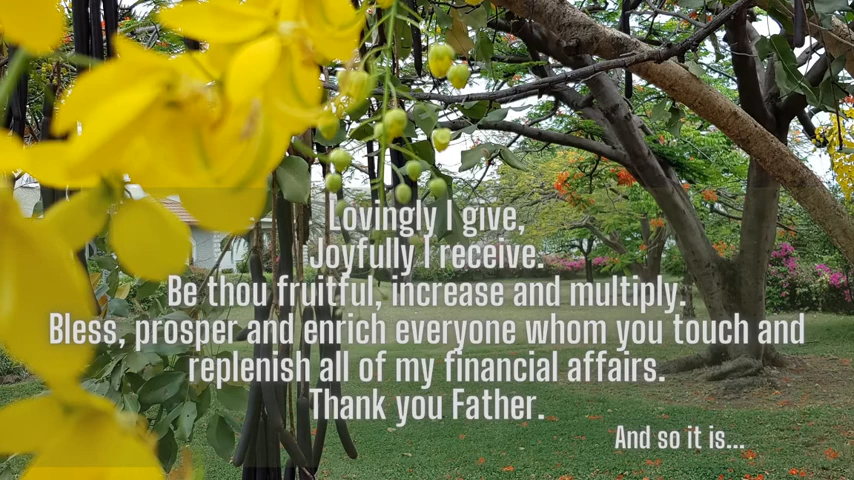 Lovingly I give,
Joyfully I receive.
Be thou fruitful, increase and multiply.
Bless, prosper and enrich everyone whom you touch and
replenish all of my financial affairs.
Thank you Father.
And so it is...